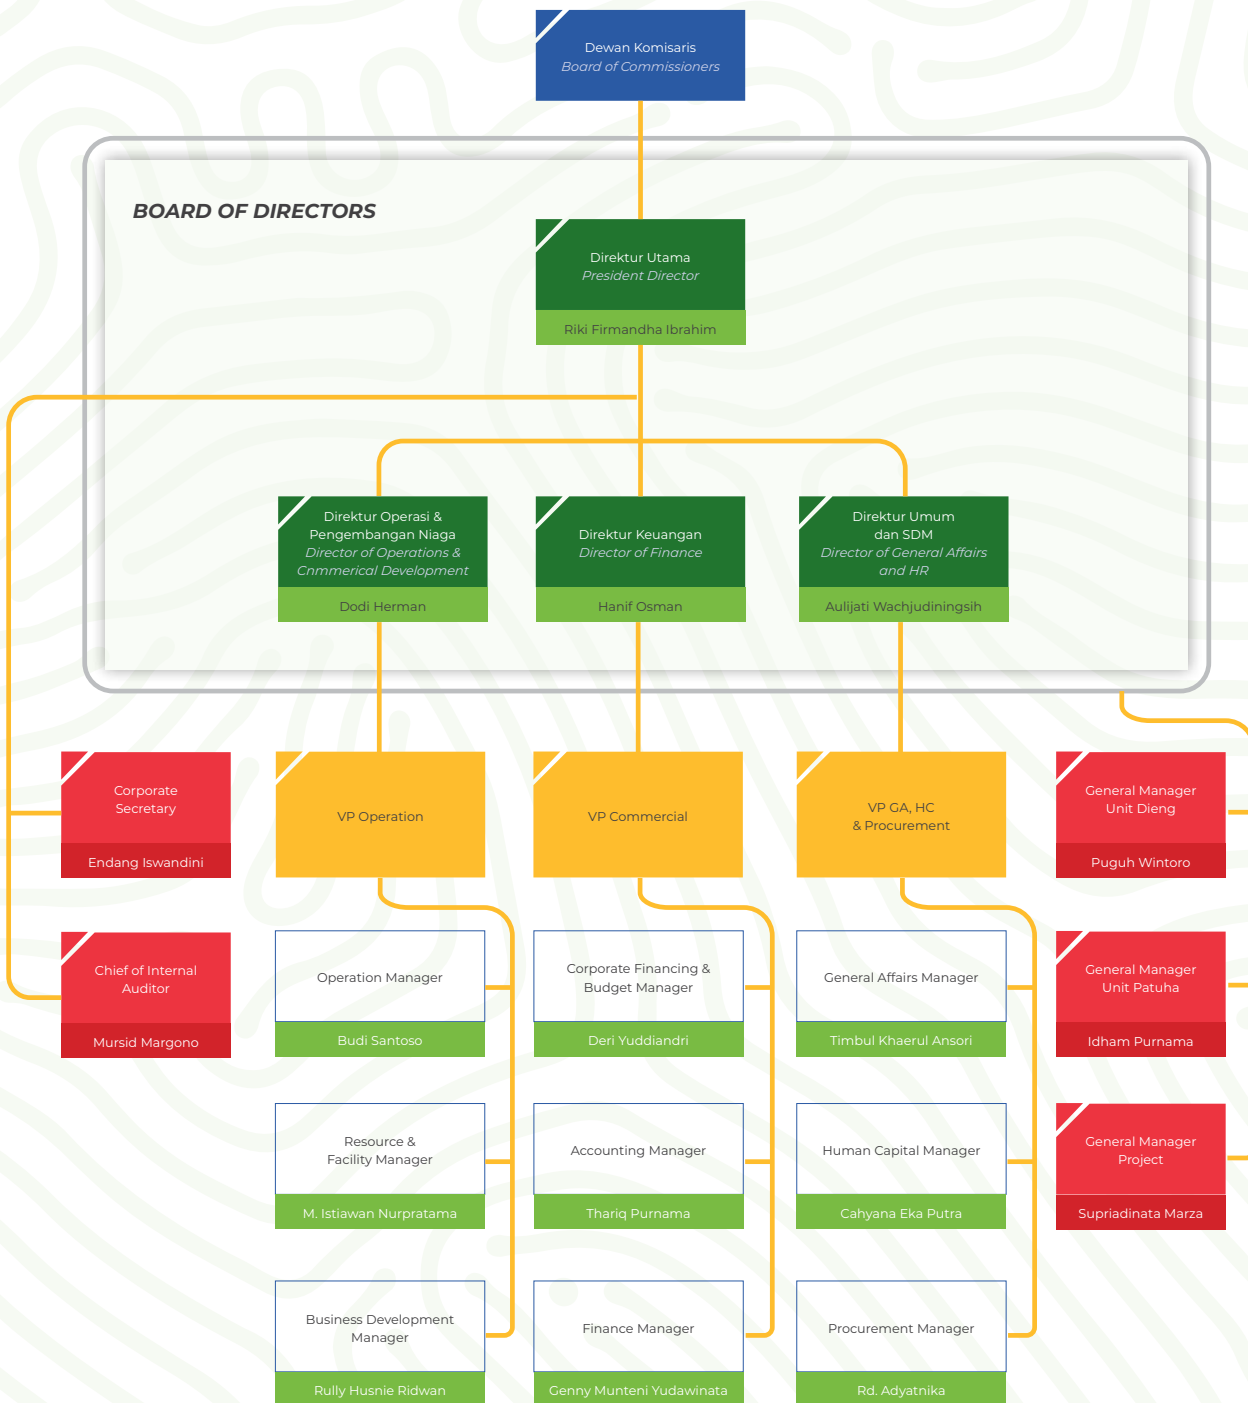 Dewan Komisaris
Board of Commissioners
BOARD OF DIRECTORS
Direktur Utama
President Director
Riki Firmandha Ibrahim
Direktur Operasi &
Pengembangan Niaga
Director of Operations &
Cnmmerical Development
Dodi Herman
Direktur Keuangan
Director of Finance
Hanif Osman
Direktur Umum
dan SDM
Director of General Affairs
and HR
Aulijati Wachjudiningsih
Corporate
Secretary
Endang Iswandini
VP Operation
VP Commercial
VP GA, HC
& Procurement
General Manager
Unit Dieng
Puguh Wintoro
Chief of Internal
Auditor
Mursid Margono
Operation Manager
Budi Santoso
Corporate Financing &
Budget Manager
Deri Yuddiandri
General Affairs Manager
Timbul Khaerul Ansori
General Manager
Unit Patuha
Idham Purnama
Resource &
Facility Manager
M. Istiawan Nurpratama
Accounting Manager
Thariq Purnama
Human Capital Manager
Cahyana Eka Putra
General Manager
Project
Supriadinata Marza
Business Development
Manager
Rully Husnie Ridwan
Finance Manager
Genny Munteni Yudawinata
Procurement Manager
Rd. Adyatnika